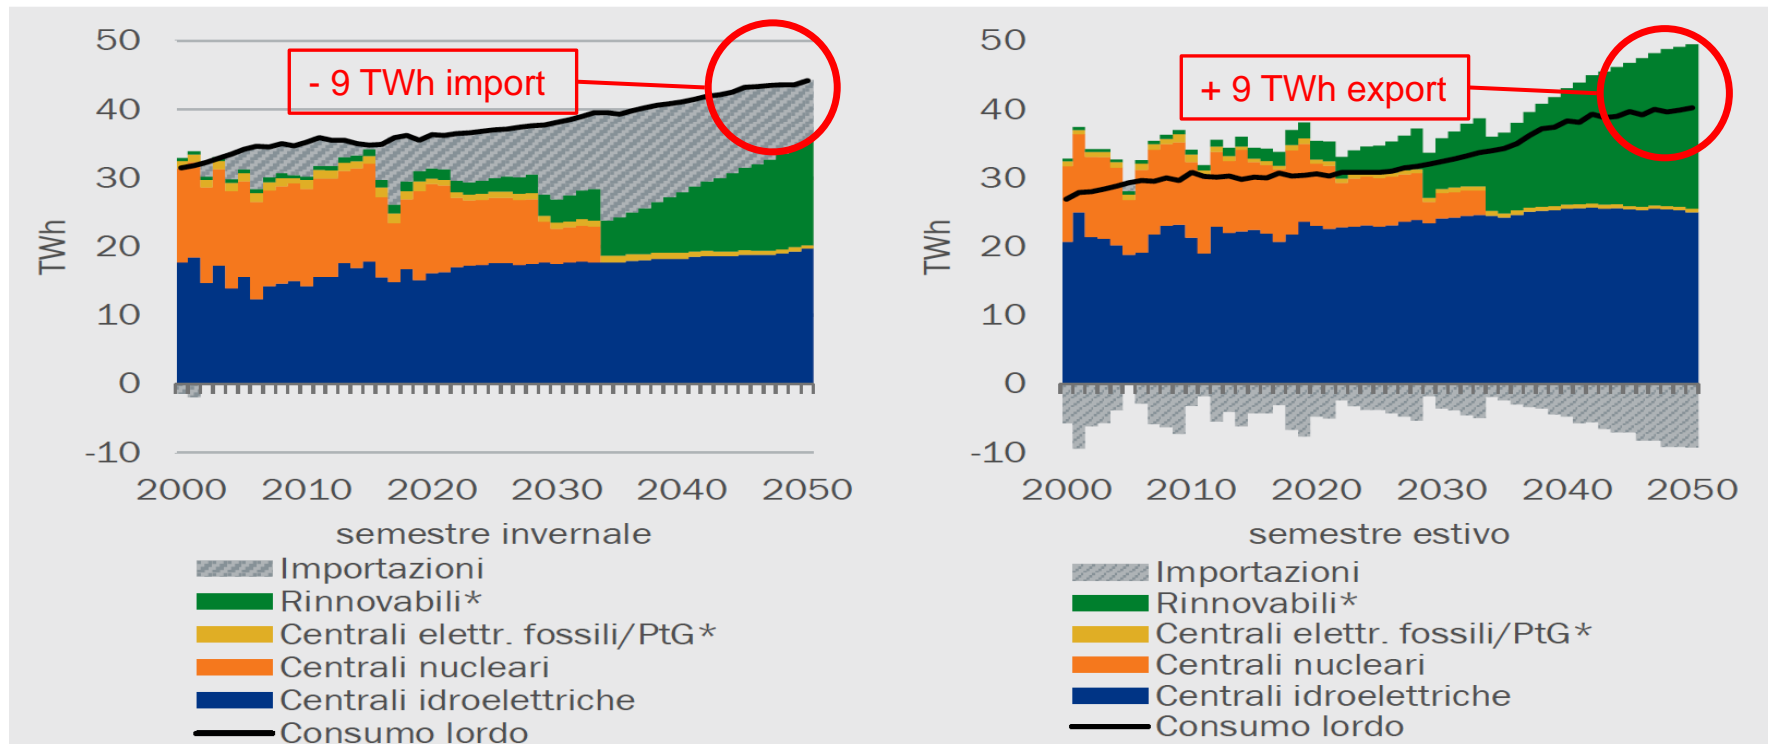 50
40
30
20
10
0
-10
TWh
- 9 TWh import
2000 2010 2020 2030 2040 2050
semestre invernale
Importazioni
Rinnovabili*
Centrali elettr. fossili/PtG*
Centrali nucleari
Centrali idroelettriche
Consumo lordo
50
40
30
20
10
0
-10
TWh
+ 9 TWh export
2000 2010 2020 2030 2040 2050
semestre estivo
Importazioni
Rinnovabili*
Centrali elettr. fossili/PtG*
Centrali nucleari
Centrali idroelettriche
Consumo lordo